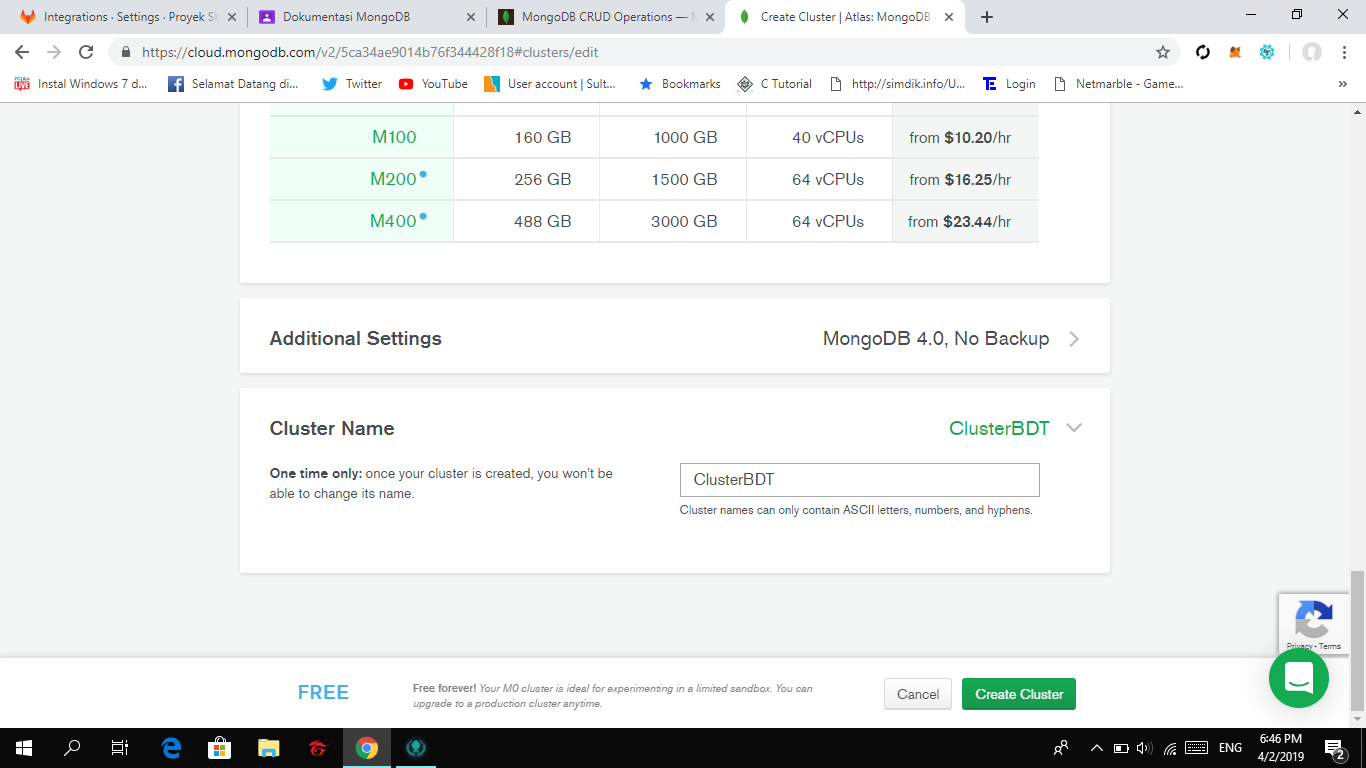 Integrations · Settings · Proyek Sh
Dokumentasi MongoDB
MongoDB CRUD Operations — M
Create Cluster | Atlas: MongoDB
https://cloud.mongodb.com/v2/5ca34ae9014b76f344428f18#clusters/edit
Instal Windows 7 d...
Selamat Datang di...
Twitter
YouTube
User account | Sult...
Bookmarks
C Tutorial
http://simdik.info/U...
Login
Netmarble - Game...
»
M100 160 GB 1000 GB 40 vCPUs from $10.20/hr
M200 256 GB 1500 GB 64 vCPUs from $16.25/hr
M400 488 GB 3000 GB 64 vCPUs from $23.44/hr
Additional Settings
MongoDB 4.0, No Backup
Cluster Name
ClusterBDT
One time only: once your cluster is created, you won't be
able to change its name.
ClusterBDT
Cluster names can only contain ASCII letters, numbers, and hyphens.
Privacy - Terms
FREE
Free forever! Your M0 cluster is ideal for experimenting in a limited sandbox. You can
upgrade to a production cluster anytime.
Cancel
Create Cluster
ENG
6:46 PM
4/2/2019
2